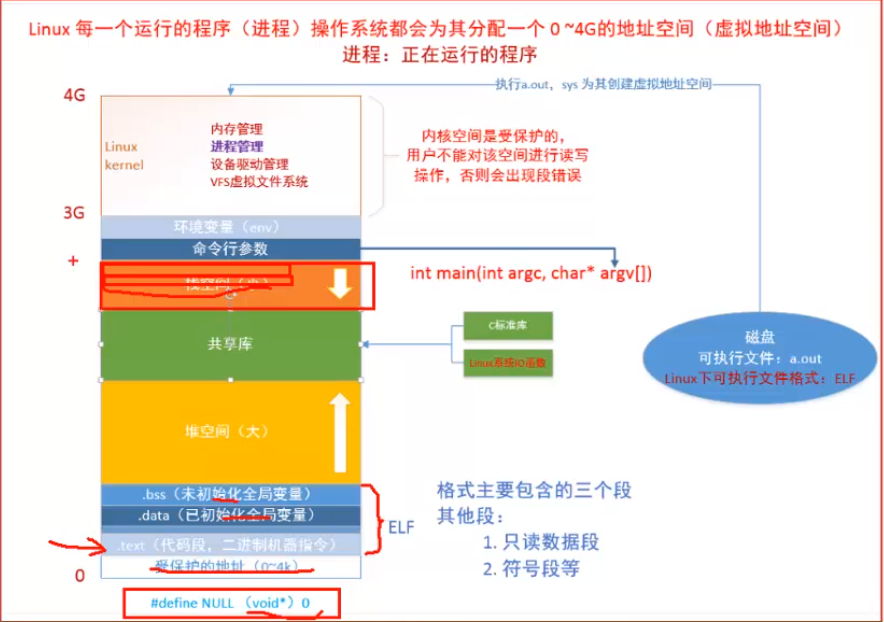 Linux 每一个运行的程序（进程）操作系统都会为其分配一个 0 ~4G的地址空间（虚拟地址空间）
进程：正在运行的程序
执行a.out，sys 为其创建虚拟地址空间
4G
Linux
kernel
内存管理
进程管理
设备驱动管理
VFS虚拟文件系统
内核空间是受保护的，
用户不能对该空间进行读写
操作，否则会出现段错误
3G
环境变量（env）
命令行参数
+
栈空间（小）
int main(int argc, char* argv[])
共享库
C标准库
Linux系统IO函数
磁盘
可执行文件：a.out
Linux下可执行文件格式：ELF
堆空间（大）
.bss（未初始化全局变量）
.data（已初始化全局变量）
.text（代码段，二进制机器指令）
受保护的地址（0~4k）
0
ELF
格式主要包含的三个段
其他段：
1. 只读数据段
2. 符号段等
#define NULL （void*）0